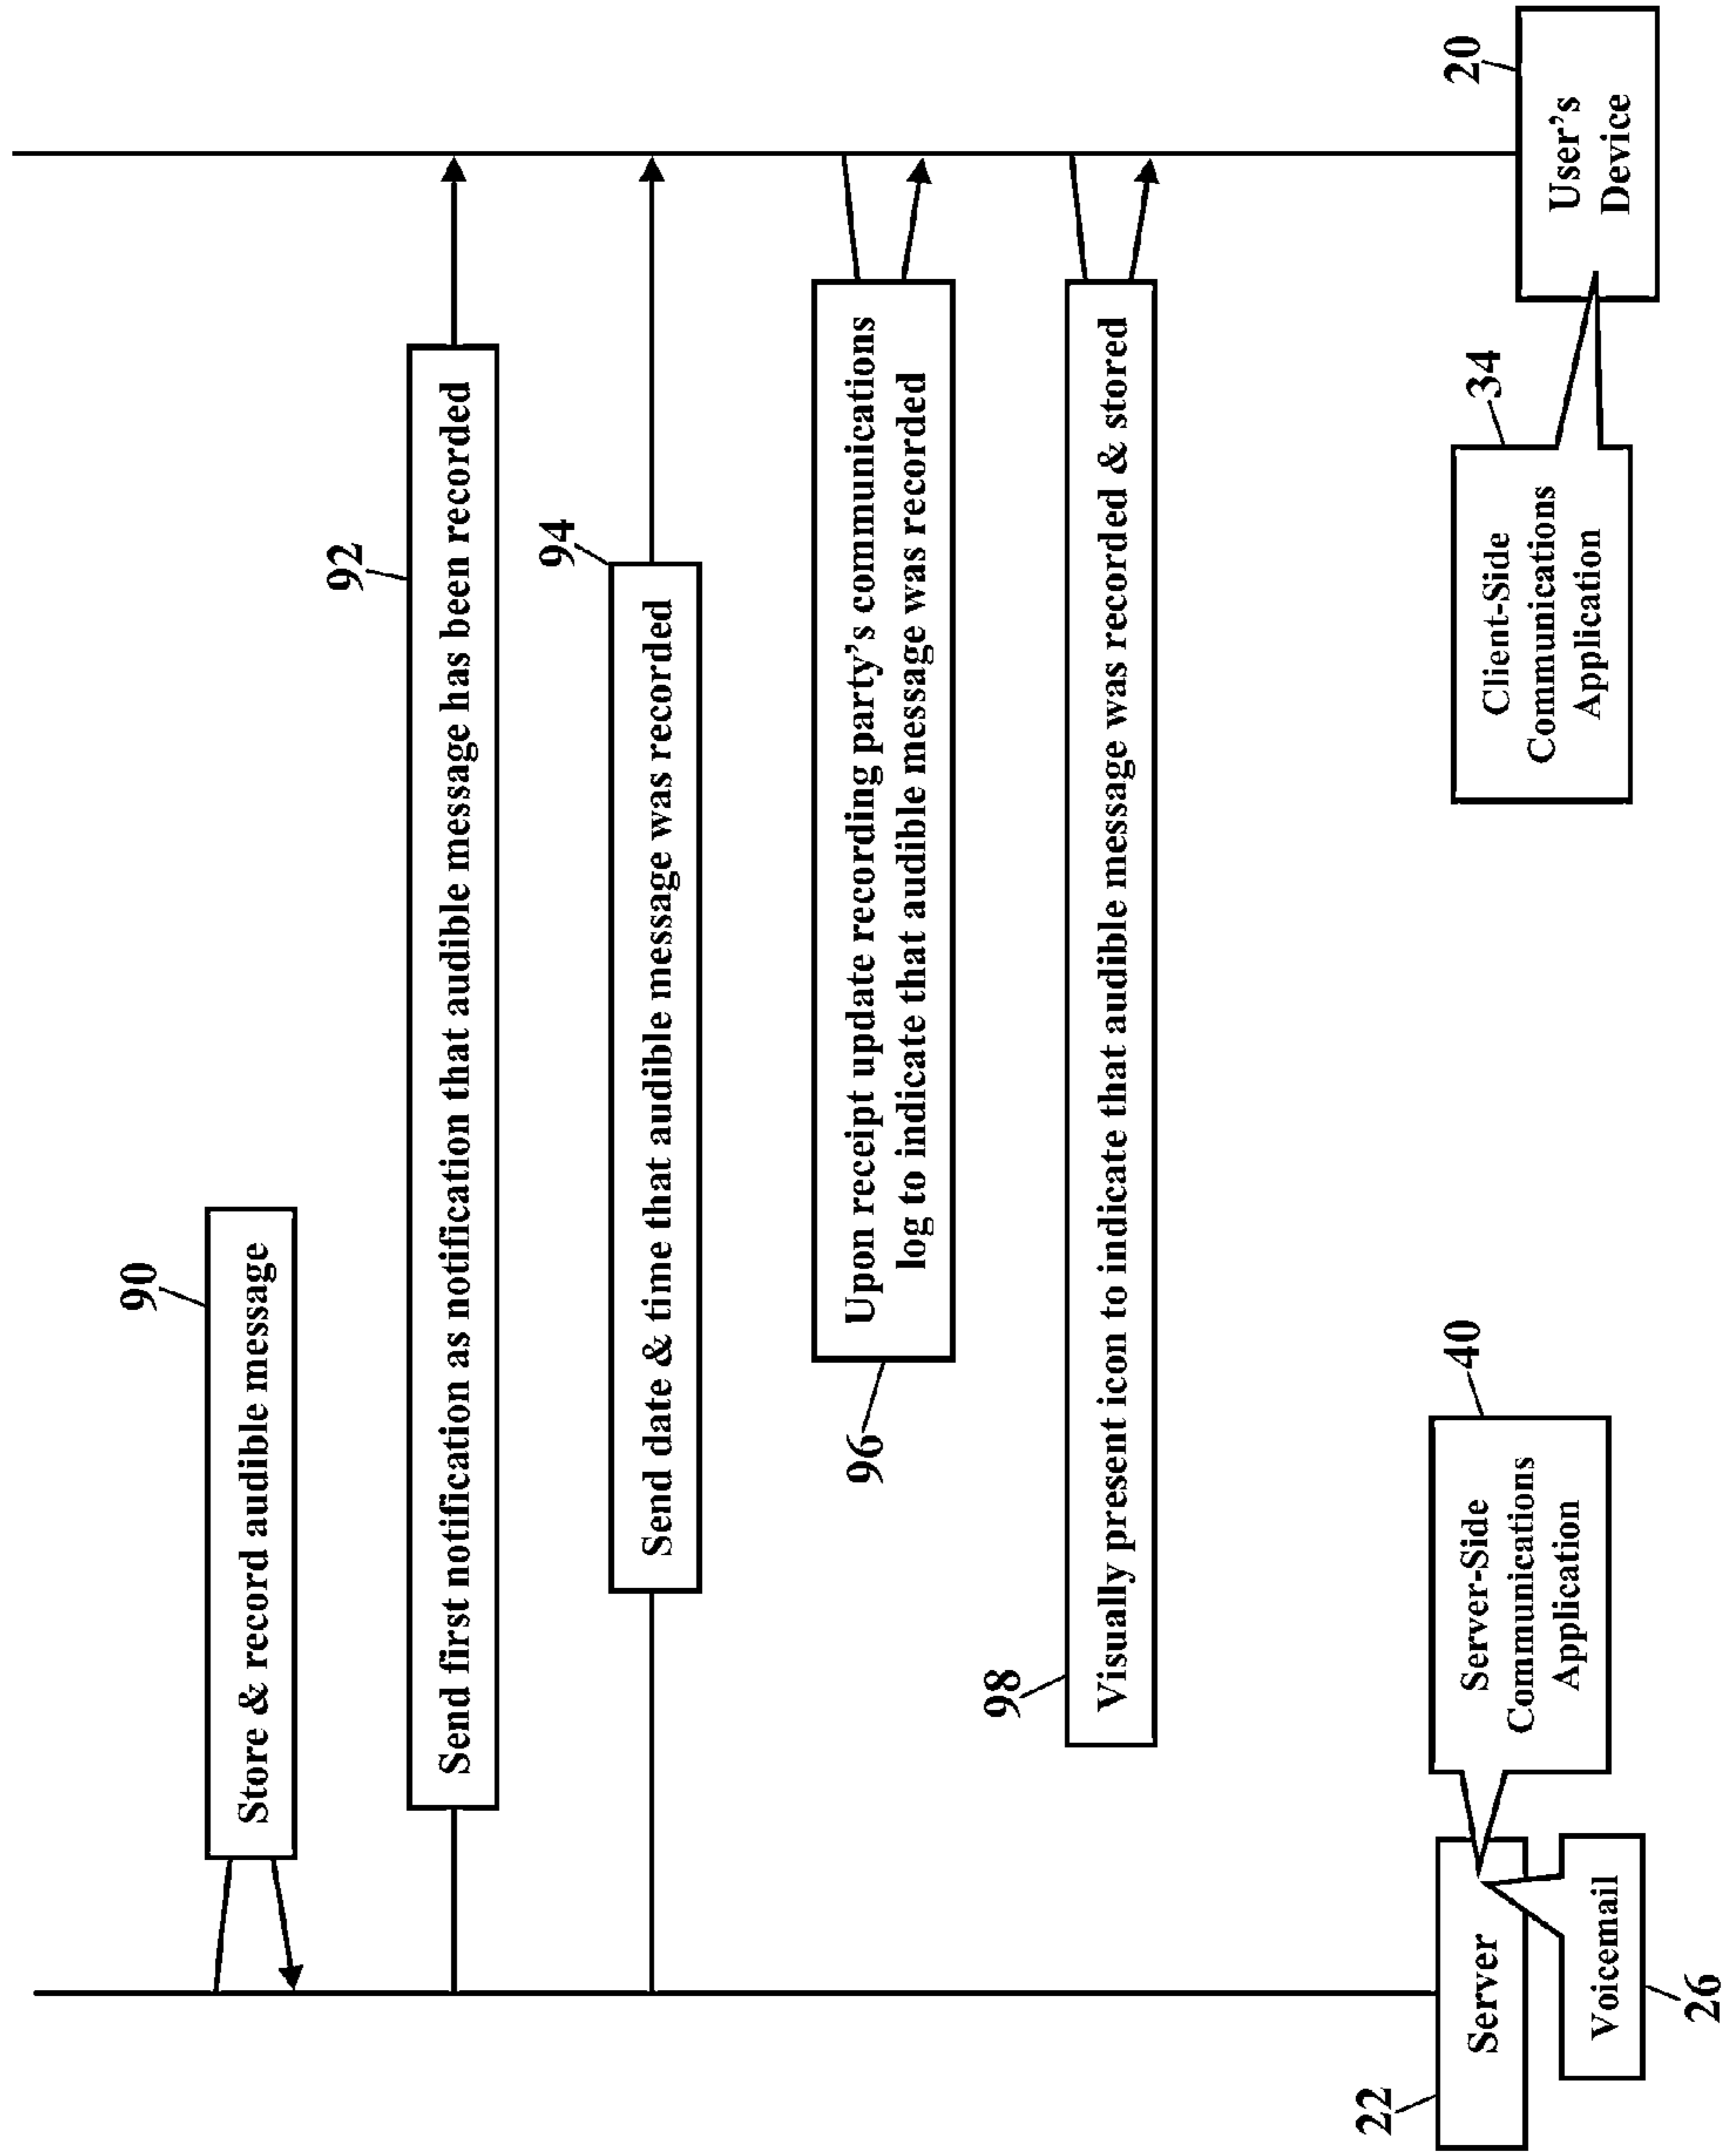 90
Store & record audible message
92
Send first notification as notification that audible message has been recorded
94
Send date & time that audible message was recorded
96
Upon receipt update recording party's communications
log to indicate that audible message was recorded
98
Visually present icon to indicate that audible message was recorded & stored
22
Server
40
Server-Side
Communications
Application
Voicemail
26
34
Client-Side
Communications
Application
20
User's
Device